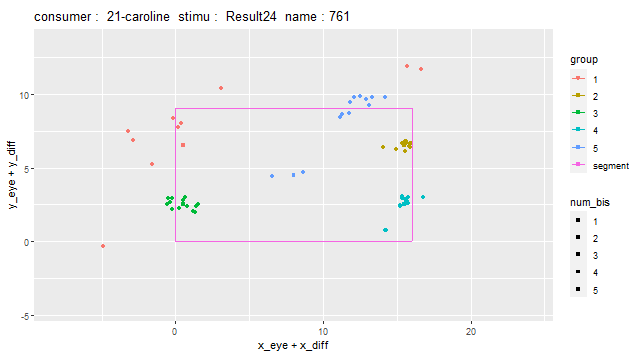 consumer :  21-caroline  stimu :  Result24  name : 761
y_eye + y_diff
10
5
0
-5
0
10
20
x_eye + x_diff
group
1
2
3
4
5
segment
num_bis
1
2
3
4
5